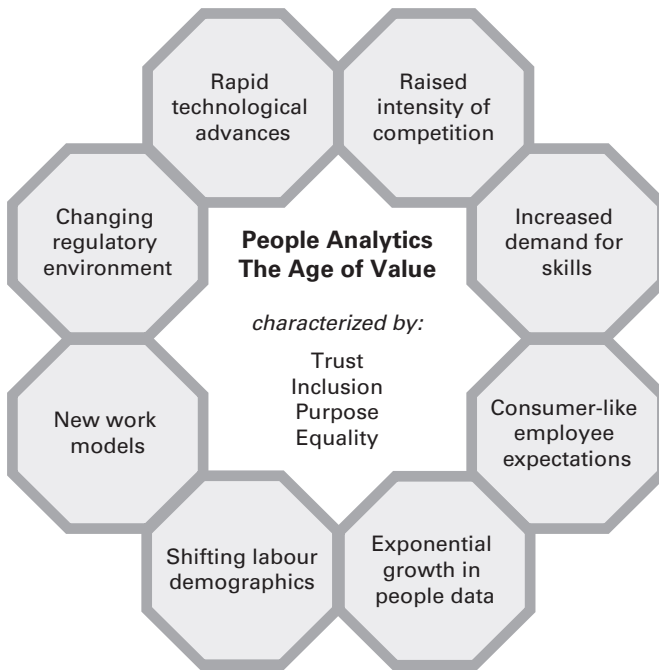 Rapid
technological
advances
Raised
intensity of
competition
Changing
regulatory
environment
People Analytics
The Age of Value
characterized by:
Trust
Inclusion
Purpose
Equality
Increased
demand for
skills
New work
models
Consumer-like
employee
expectations
Shifting labour
demographics
Exponential
growth in
people data